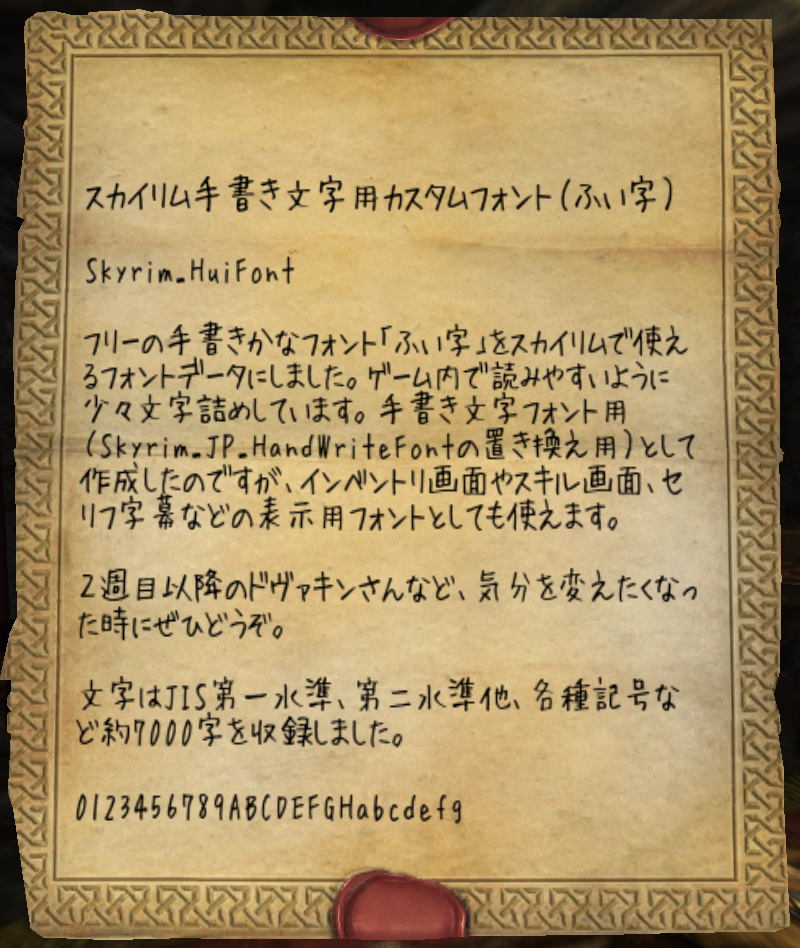 スカイリム手書き文字用カスタムフォント(ふい字)
Skyrim_HuiFont
フリーの手書きかなフォント「ふい字」をスカイリムで使え
るフォントデータにしました。ゲーム内で読みやすいように
少々文字詰めしています。手書き文字フォント用
(Skyrim_JP_HandWriteFontの置き換え用)として
作成したのですが、インベントリ画面やスキル画面、セ
リフ字幕などの表示用フォントとしても使えます。
2週目以降のドヴァキンさんなど、気分を変えたくなっ
た時にぜひどうぞ。
文字はJIS第一水準、第二水準他、各種記号な
ど約7000字を収録しました。
0123456789ABCDEFGHabcdefg